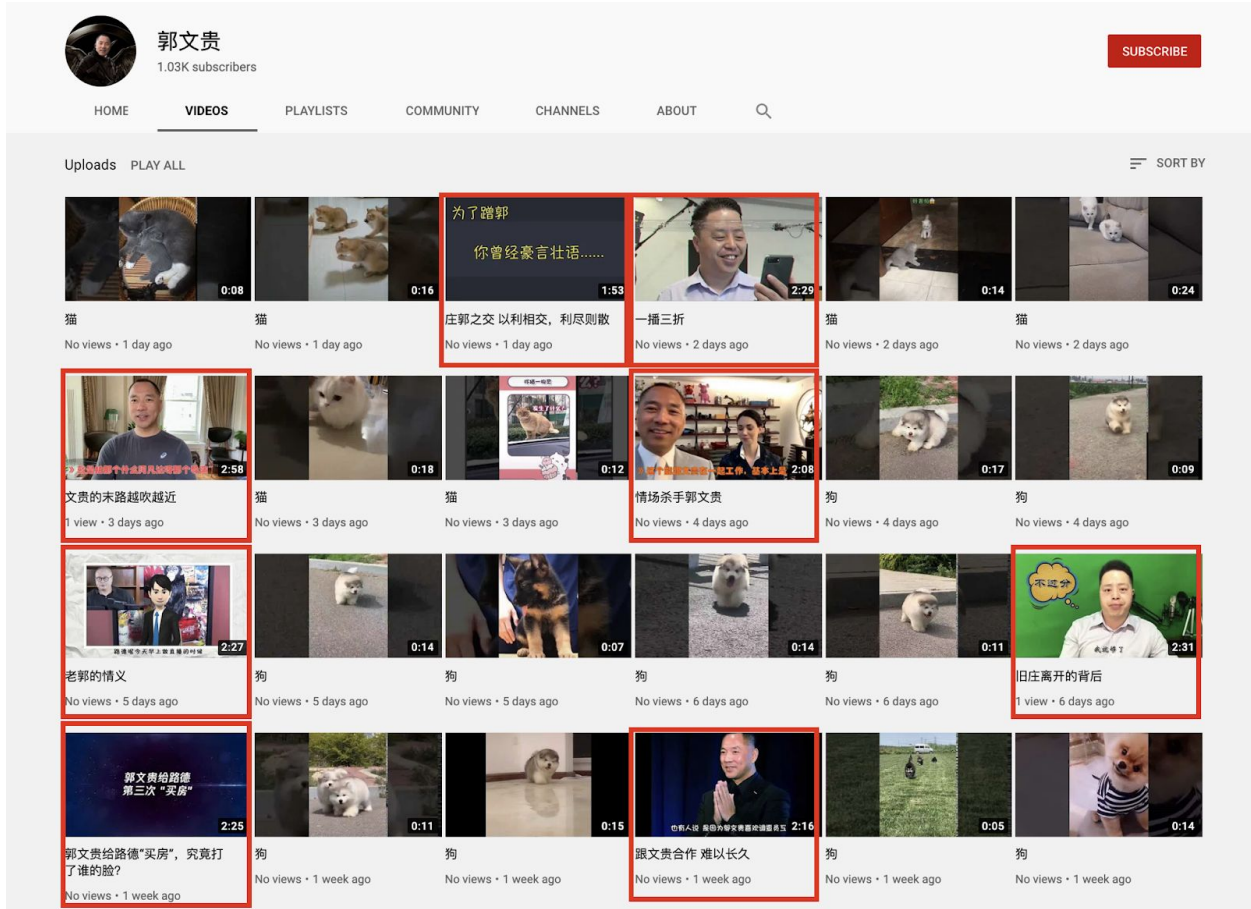 郭文贵
1.03K subscribers
SUBSCRIBE
HOME VIDEOS PLAYLISTS COMMUNITY CHANNELS ABOUT
Uploads PLAY ALL SORT BY
为了蹭郭
你曾经豪言壮语......
0:08 0:16 1:53 2:29 0:14 0:24
猫 猫 庄郭之交 以利相交，利尽则散 一播三折 猫 猫
No views • 1 day ago No views • 1 day ago No views • 1 day ago No views • 2 days ago No views • 2 days ago No views • 2 days ago
2:58 0:18 0:12 2:08 0:17 0:09
文贵的末路越吹越近 猫 猫 情场杀手郭文贵 狗 狗
1 view • 3 days ago No views • 3 days ago No views • 3 days ago No views • 4 days ago No views • 4 days ago No views • 4 days ago
不过分
我说停了
2:27 0:14 0:07 0:14 0:11 2:31
老郭的情义 狗 狗 狗 狗 旧庄离开的背后
No views • 5 days ago No views • 5 days ago No views • 5 days ago No views • 6 days ago No views • 6 days ago 1 view • 6 days ago
郭文贵给路德
第三次 “买房”
2:25 0:11 0:15 2:16 0:05 0:14
郭文贵给路德“买房”，究竟打
了谁的脸？
狗 狗 跟文贵合作 难以长久 狗 狗
No views • 1 week ago No views • 1 week ago No views • 1 week ago No views • 1 week ago No views • 1 week ago No views • 1 week ago